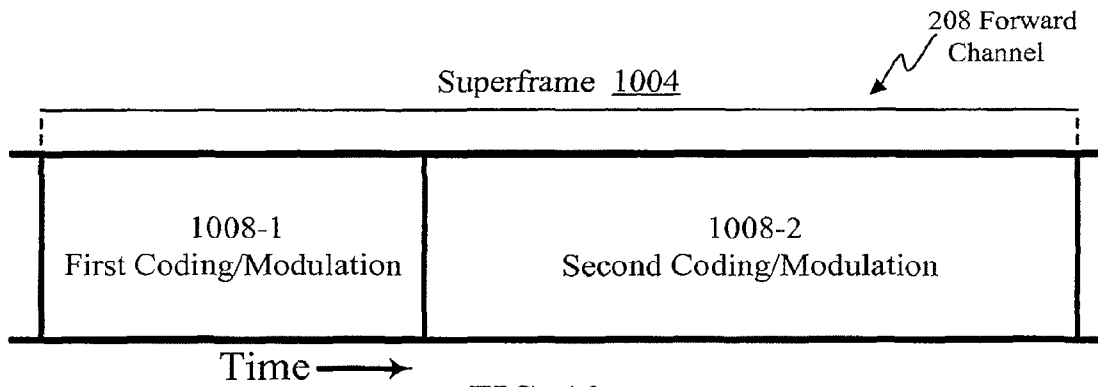 208 Forward
Channel
Superframe 1004
1008-1
First Coding/Modulation
1008-2
Second Coding/Modulation
Time